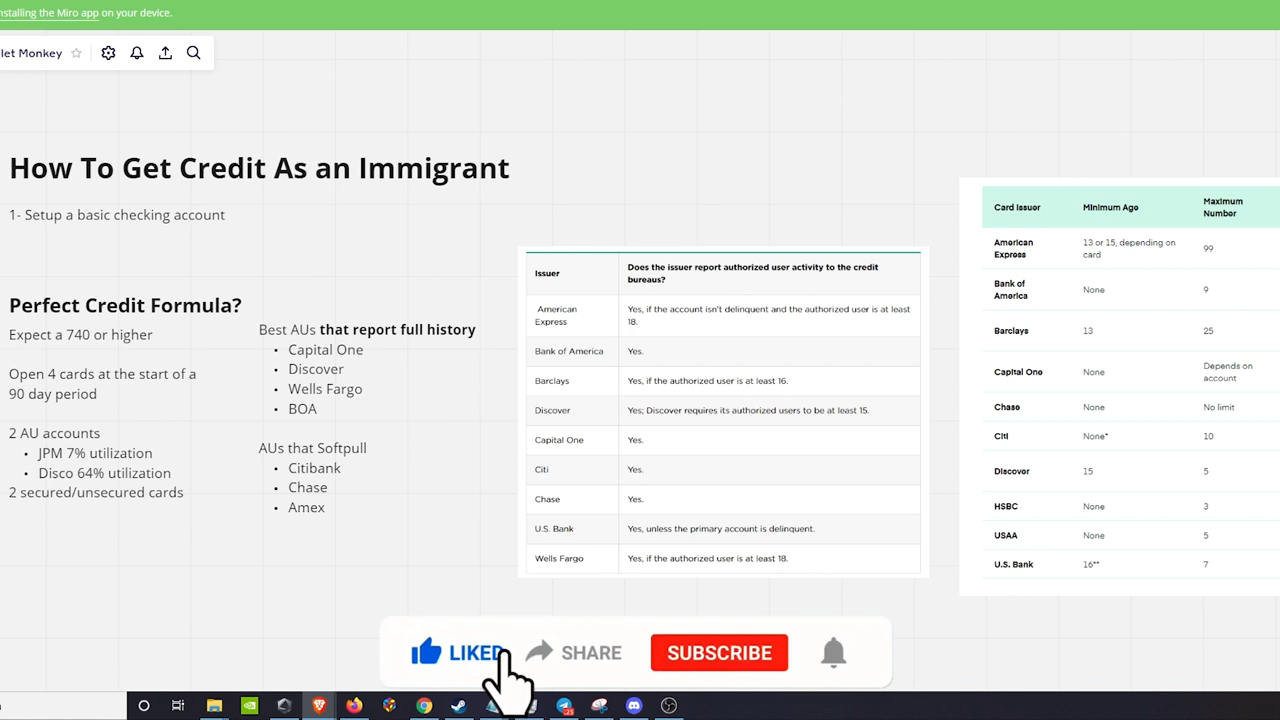 nstalling the Miro app on your device.
let Monkey
How To Get Credit As an Immigrant
1- Setup a basic checking account
Perfect Credit Formula?
Expect a 740 or higher
Open 4 cards at the start of a
90 day period
2 AU accounts
• JPM 7% utilization
• Disco 64% utilization
2 secured/unsecured cards
Best AUs that report full history
• Capital One
• Discover
• Wells Fargo
• BOA
AUs that Softpull
• Citibank
• Chase
• Amex
Issuer Does the issuer report authorized user activity to the credit
bureaus?
American Yes, if the account isn't delinquent and the authorized user is at least
Express 18.
Bank of America Yes.
Barclays Yes, if the authorized user is at least 16.
Discover Yes; Discover requires its authorized users to be at least 15.
Capital One Yes.
Citi Yes.
Chase Yes.
U.S. Bank Yes, unless the primary account is delinquent.
Wells Fargo Yes, if the authorized user is at least 18.
Card Issuer Minimum Age Maximum
Number
American 13 or 15, depending on 99
Express card
Bank of None 9
America
Barclays 13 25
Capital One None Depends on
account
Chase None No limit
Citi None* 10
Discover 15 5
HSBC None 3
USAA None 5
U.S. Bank 16** 7
LIKED SHARE SUBSCRIBE